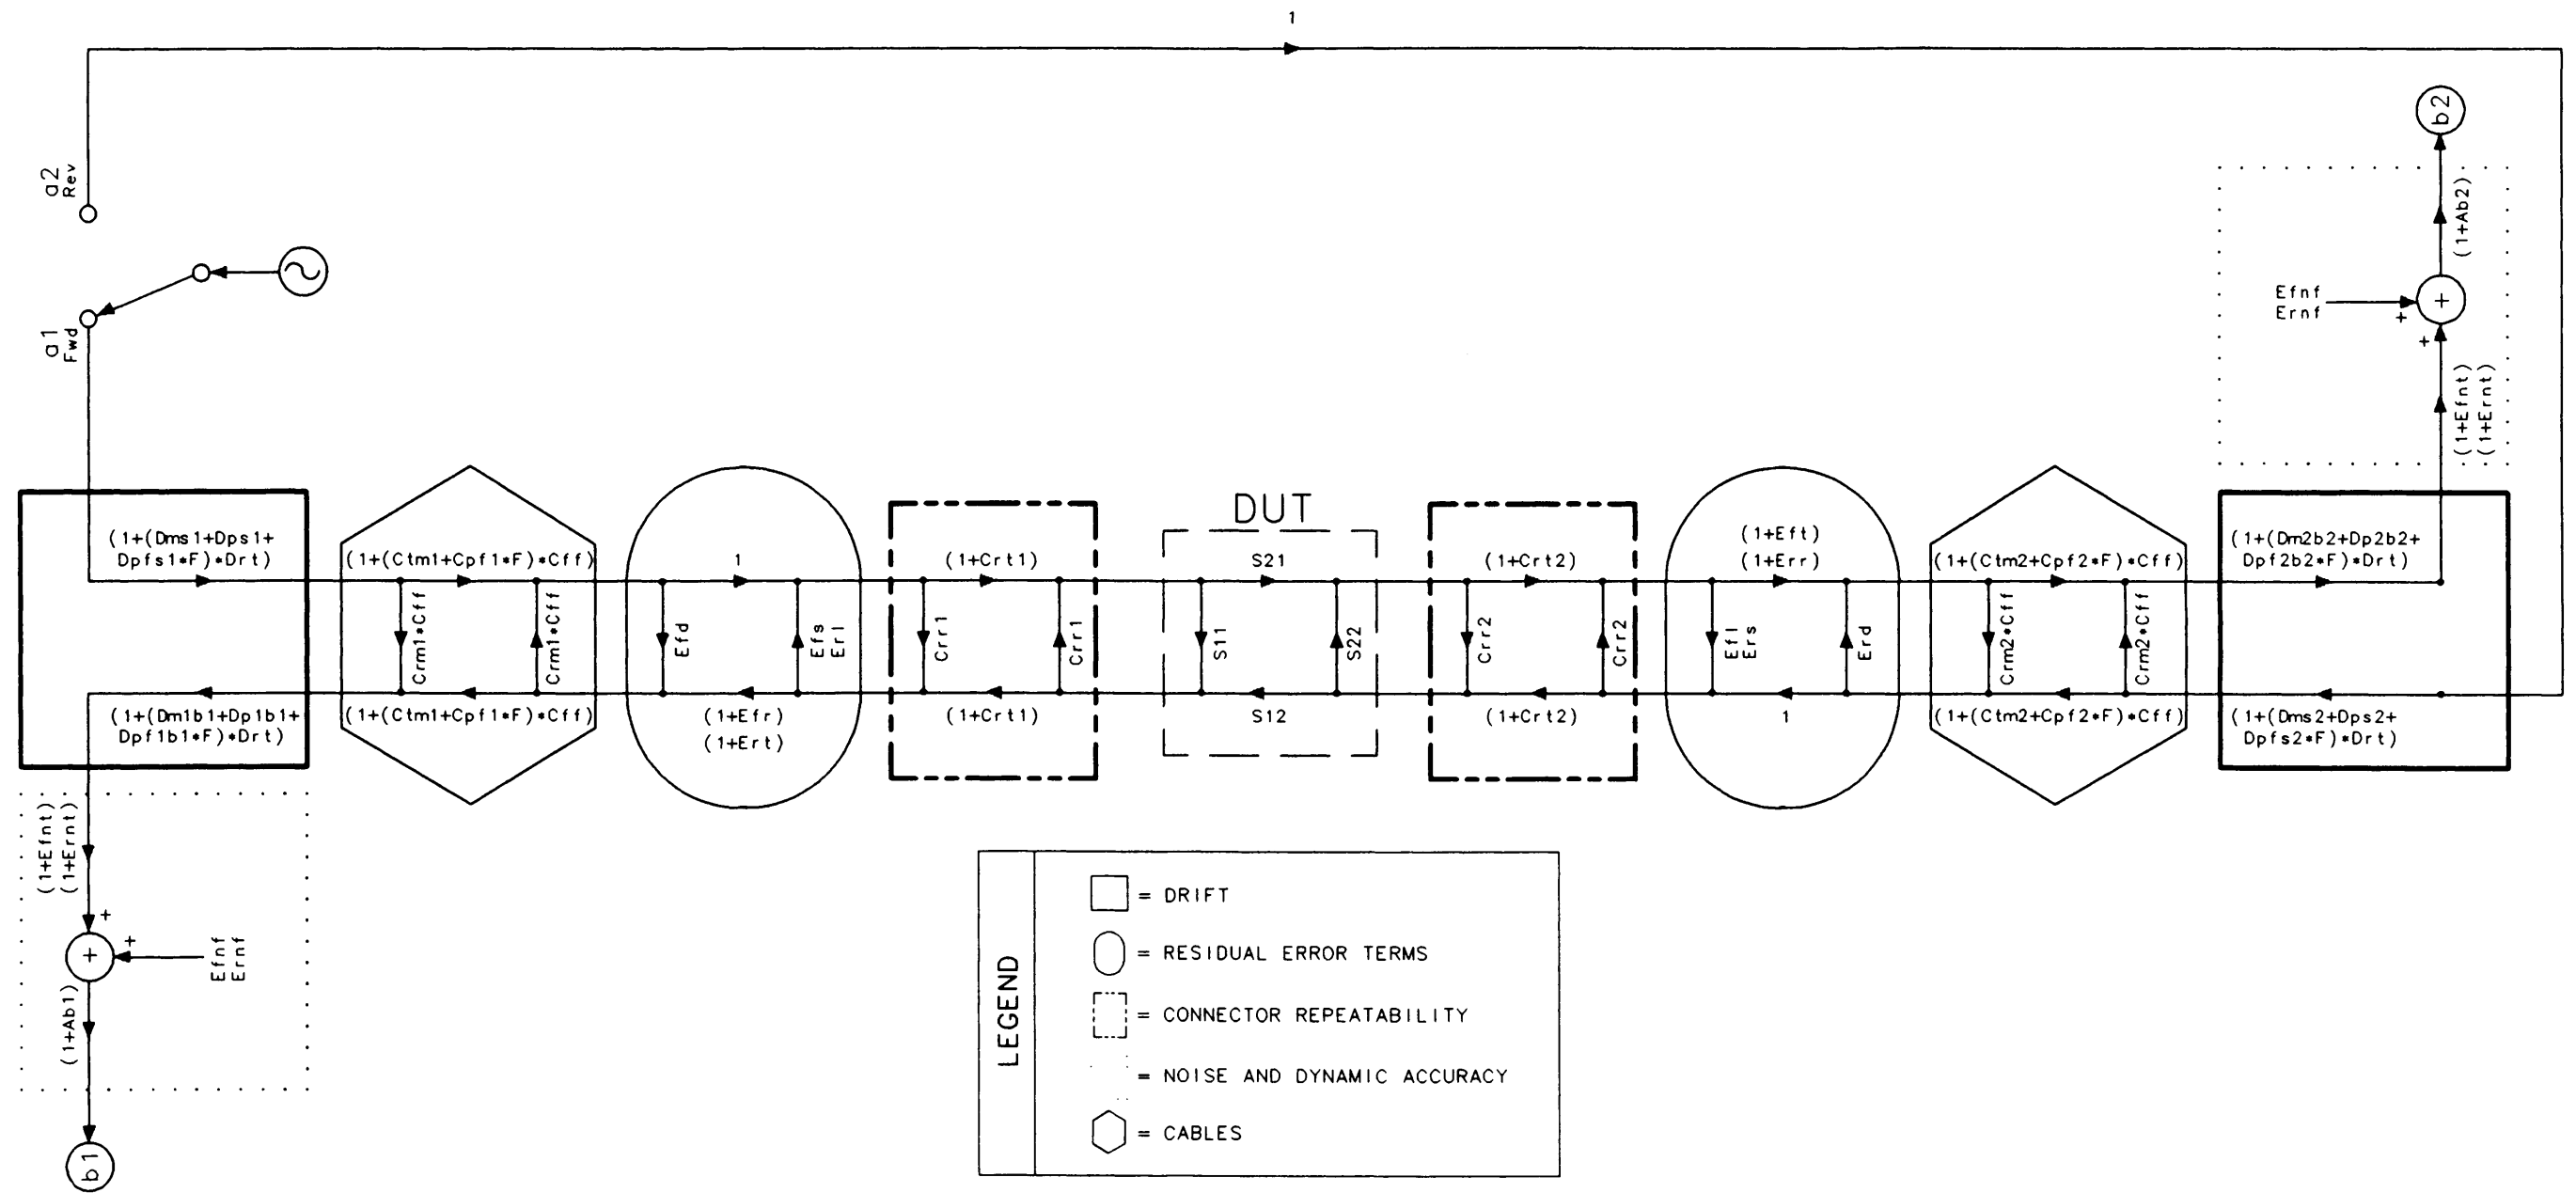 1
a2
Rev
a1
Fwd
b2
(1+Ab2)
Efnf
Ernf
+
+
+
(1+Efnt)
(1+Ernt)
DUT
(1+(Dms1+Dps1+
Dpfs1*F)*Drt)
(1+(Ctm1+Cpf1*F)*Cff)
1
(1+Crt1)
S21
(1+Crt2)
(1+Eft)
(1+Err)
(1+(Ctm2+Cpf2*F)*Cff)
(1+(Dm2b2+Dp2b2+
Dpf2b2*F)*Drt)
Crm1*Cff
Crm1*Cff
Efd
Efs
Erl
Crr1
Crr1
S11
S22
Crr2
Crr2
Efl
Ers
Erd
Crm2*Cff
Crm2*Cff
(1+(Dm1b1+Dp1b1+
Dpf1b1*F)*Drt)
(1+(Ctm1+Cpf1*F)*Cff)
(1+Efr)
(1+Ert)
(1+Crt1)
S12
(1+Crt2)
1
(1+(Ctm2+Cpf2*F)*Cff)
(1+(Dms2+Dps2+
Dpfs2*F)*Drt)
(1+Efnt)
(1+Ernt)
+
+
+
Efnf
Ernf
(1+Ab1)
b1
LEGEND
= DRIFT
= RESIDUAL ERROR TERMS
= CONNECTOR REPEATABILITY
= NOISE AND DYNAMIC ACCURACY
= CABLES